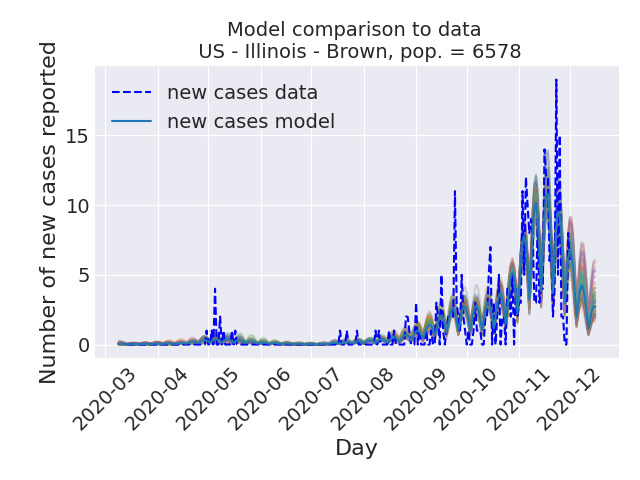 Model comparison to data
US - Illinois - Brown, pop. = 6578
new cases data
new cases model
Number of new cases reported
15
10
5
0
2020-03
2020-04
2020-05
2020-06
2020-07
2020-08
2020-09
2020-10
2020-11
2020-12
Day